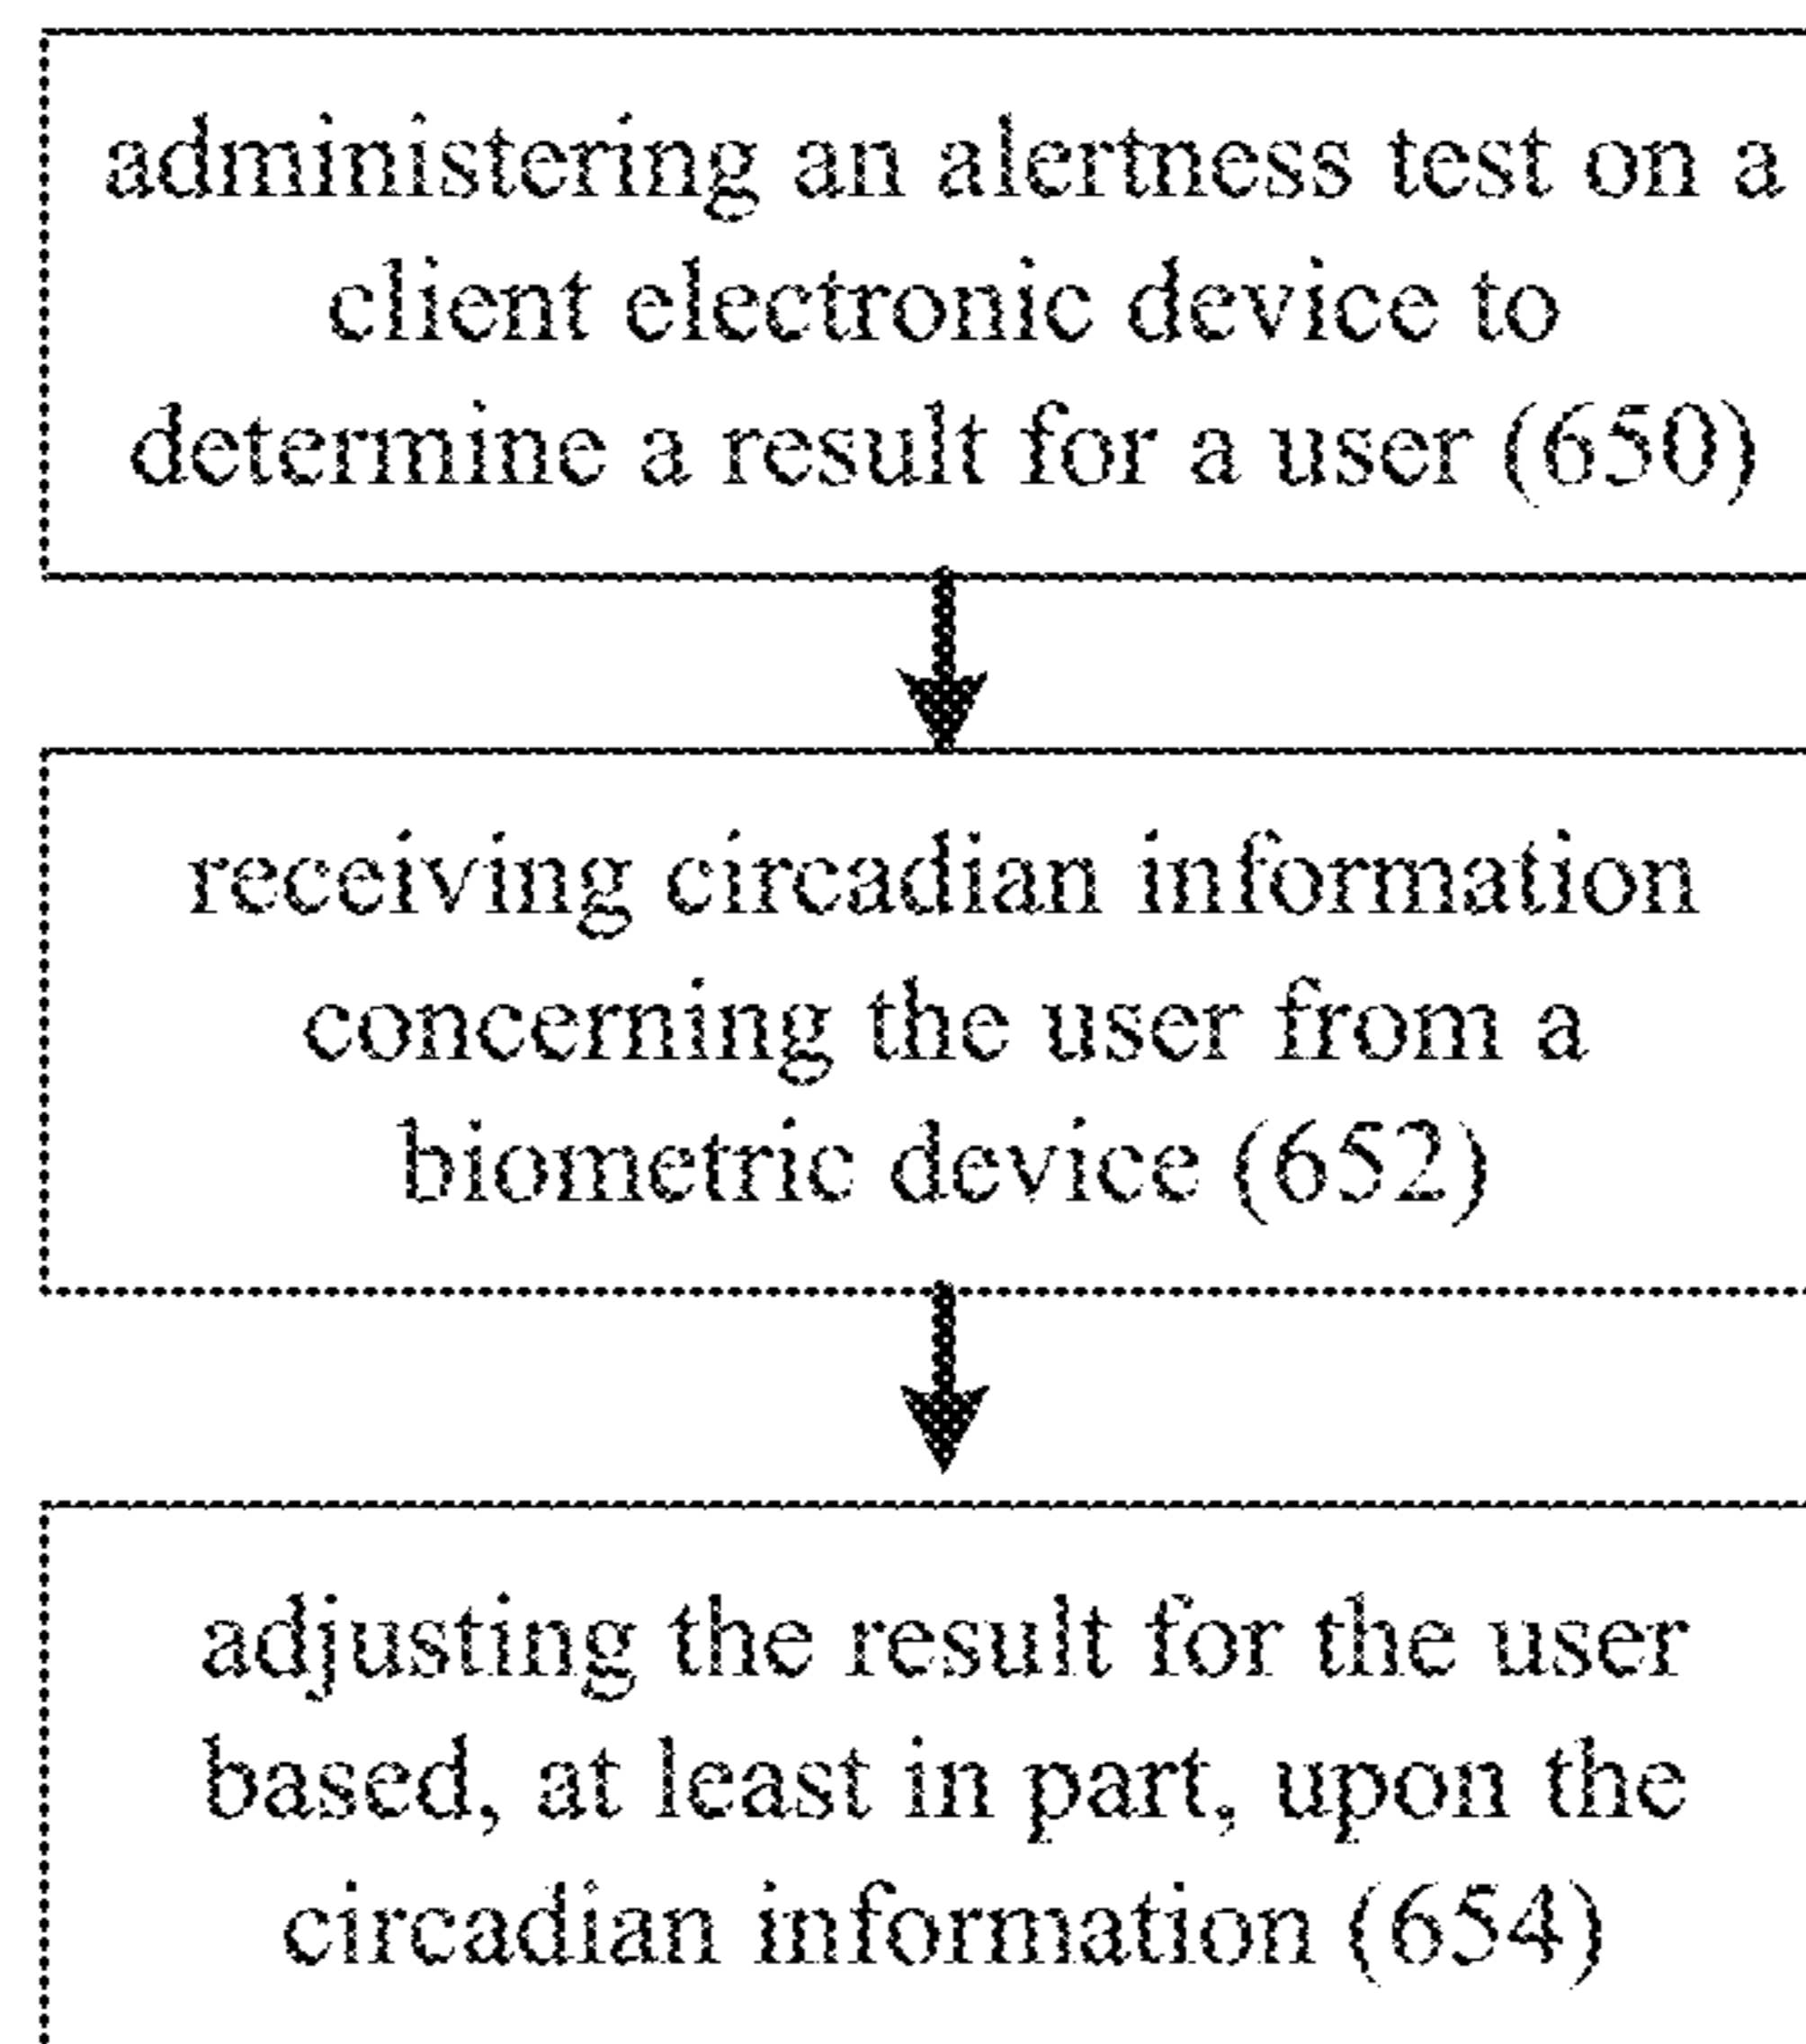 administering an alertness test on a
client electronic device to
determine a result for a user (650)
receiving circadian information
concerning the user from a
biometric device (652)
adjusting the result for the user
based, at least in part, upon the
circadian information (654)